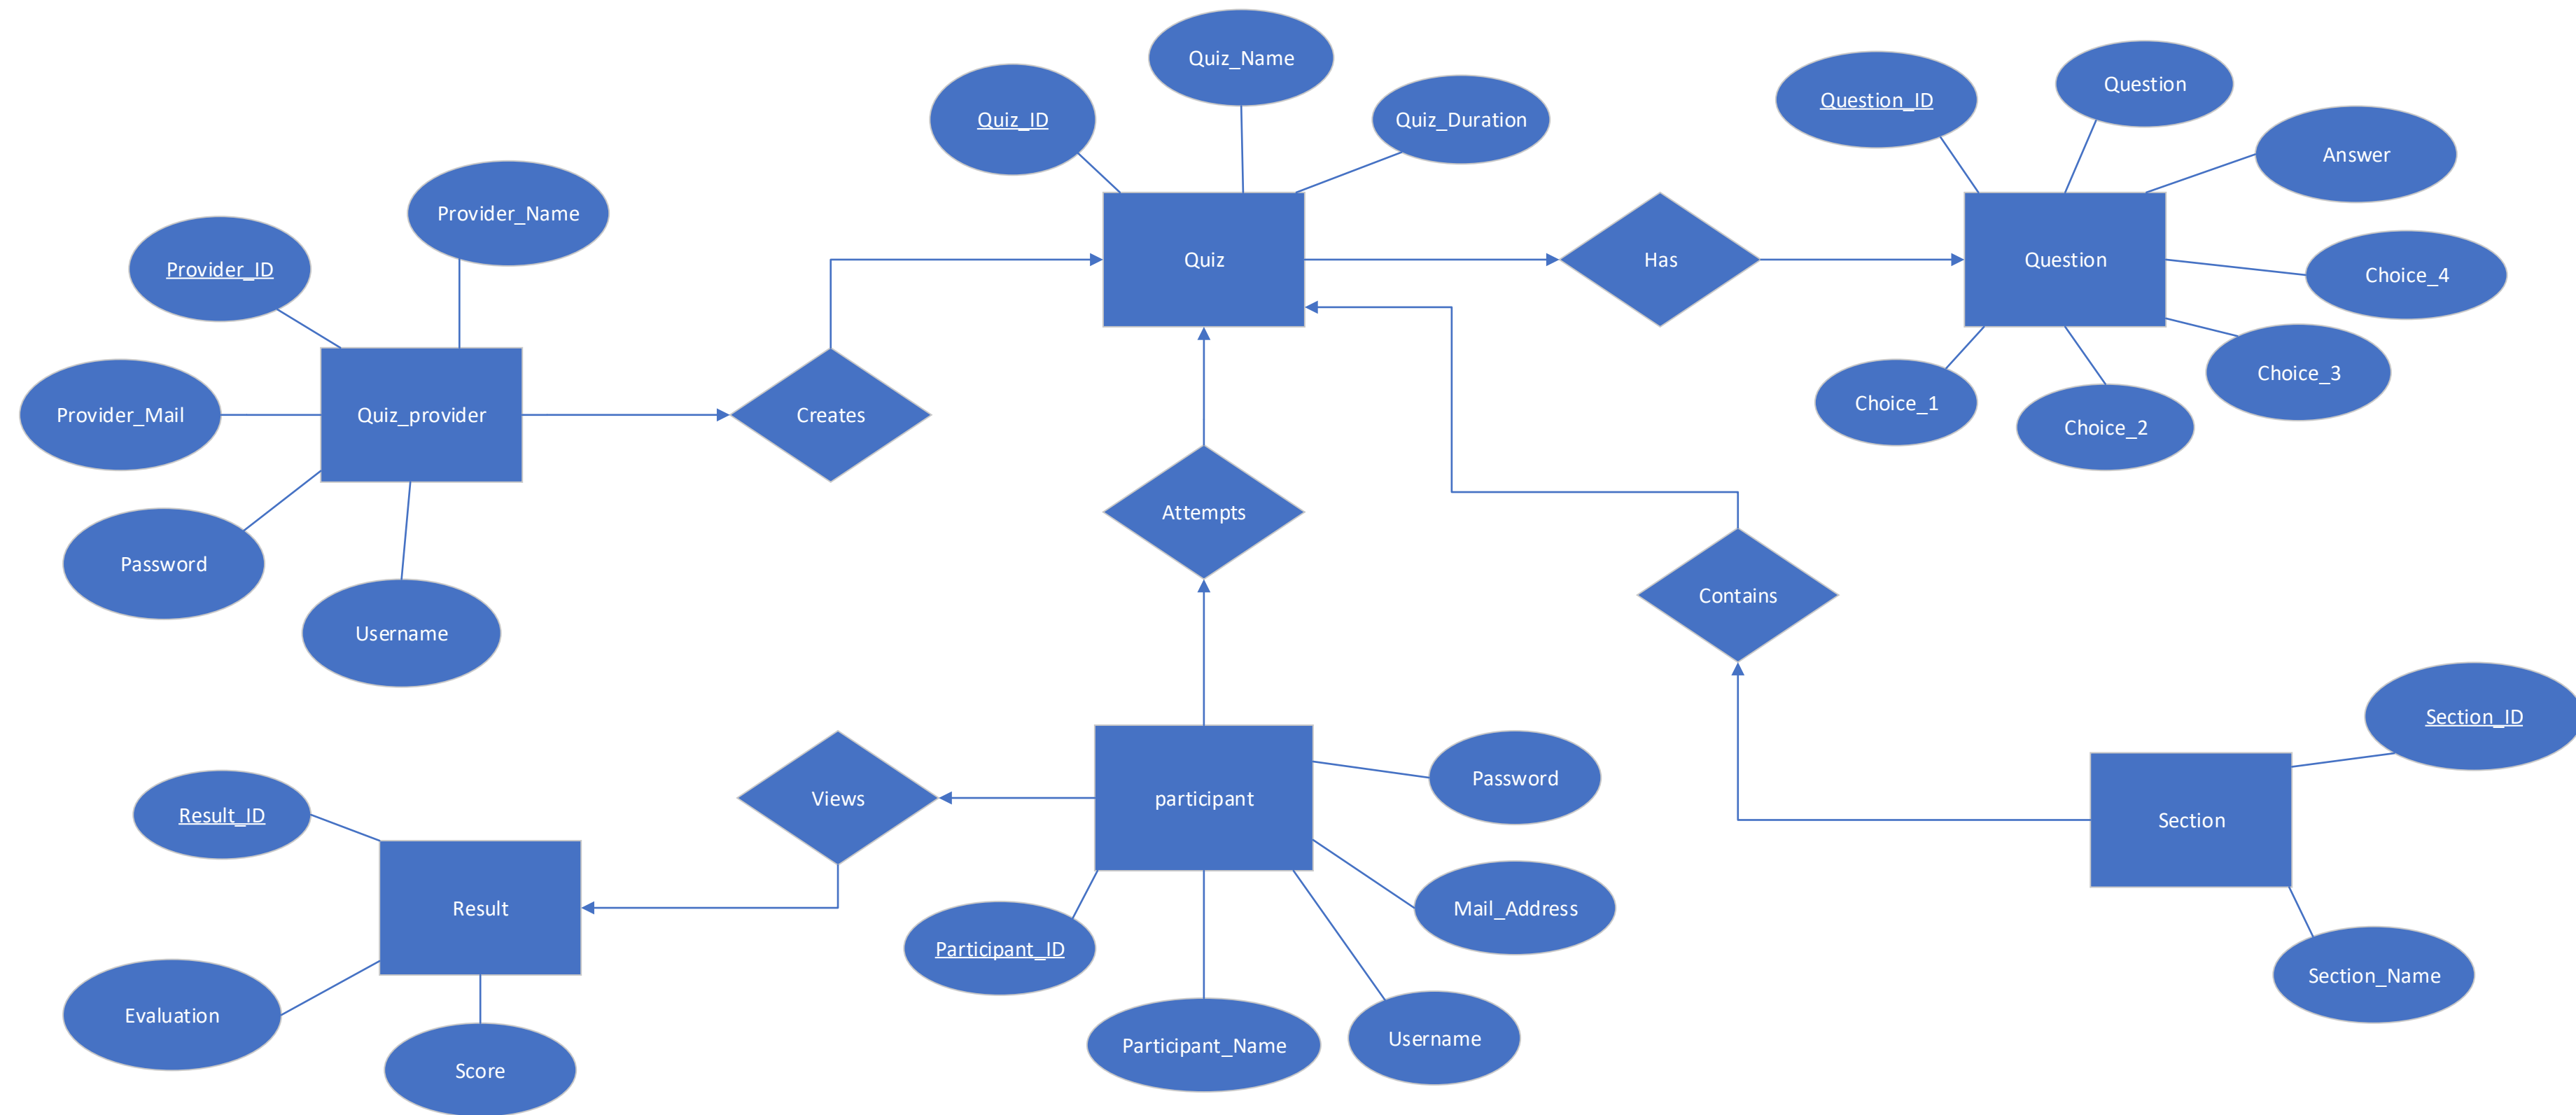 Quiz_Name
Quiz_ID
Quiz_Duration
Question_ID
Question
Answer
Provider_Name
Provider_ID
Quiz
Has
Question
Choice_4
Choice_3
Choice_1
Choice_2
Provider_Mail
Quiz_provider
Creates
Password
Username
Attempts
Contains
Section_ID
Views
participant
Password
Section
Result_ID
Result
Mail_Address
Participant_ID
Section_Name
Evaluation
Score
Participant_Name
Username